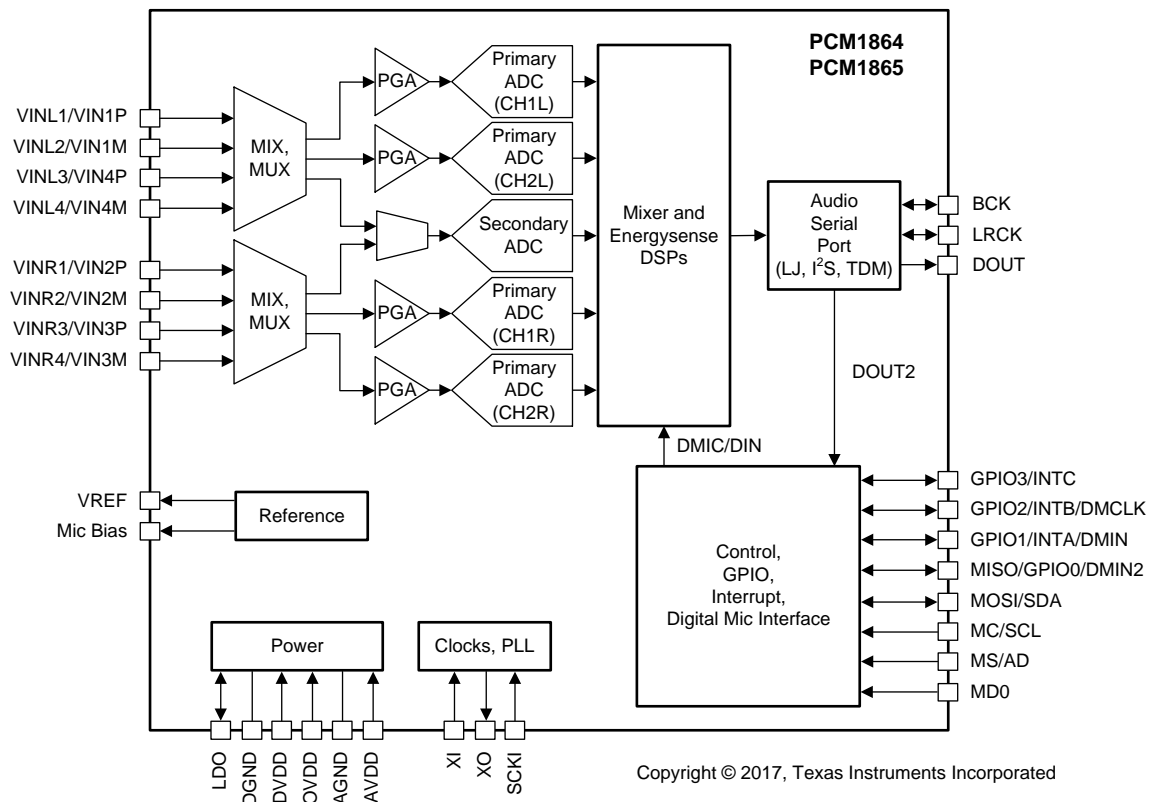 PCM1864
PCM1865
VINL1/VIN1P
VINL2/VIN1M
VINL3/VIN4P
VINL4/VIN4M
VINR1/VIN2P
VINR2/VIN2M
VINR3/VIN3P
VINR4/VIN3M
MIX,
MUX
MIX,
MUX
PGA
Primary
ADC
(CH1L)
PGA
Primary
ADC
(CH2L)
Secondary
ADC
PGA
Primary
ADC
(CH1R)
PGA
Primary
ADC
(CH2R)
Mixer and
Energysense
DSPs
Audio
Serial
Port
(LJ, I²S, TDM)
BCK
LRCK
DOUT
DOUT2
DMIC/DIN
VREF
Mic Bias
Reference
Control,
GPIO,
Interrupt,
Digital Mic Interface
GPIO3/INTC
GPIO2/INTB/DMCLK
GPIO1/INTA/DMIN
MISO/GPIO0/DMIN2
MOSI/SDA
MC/SCL
MS/AD
MD0
Power
Clocks, PLL
LDO
DGND
DVDD
IOVDD
AGND
AVDD
XI
XO
SCKI
Copyright © 2017, Texas Instruments Incorporated